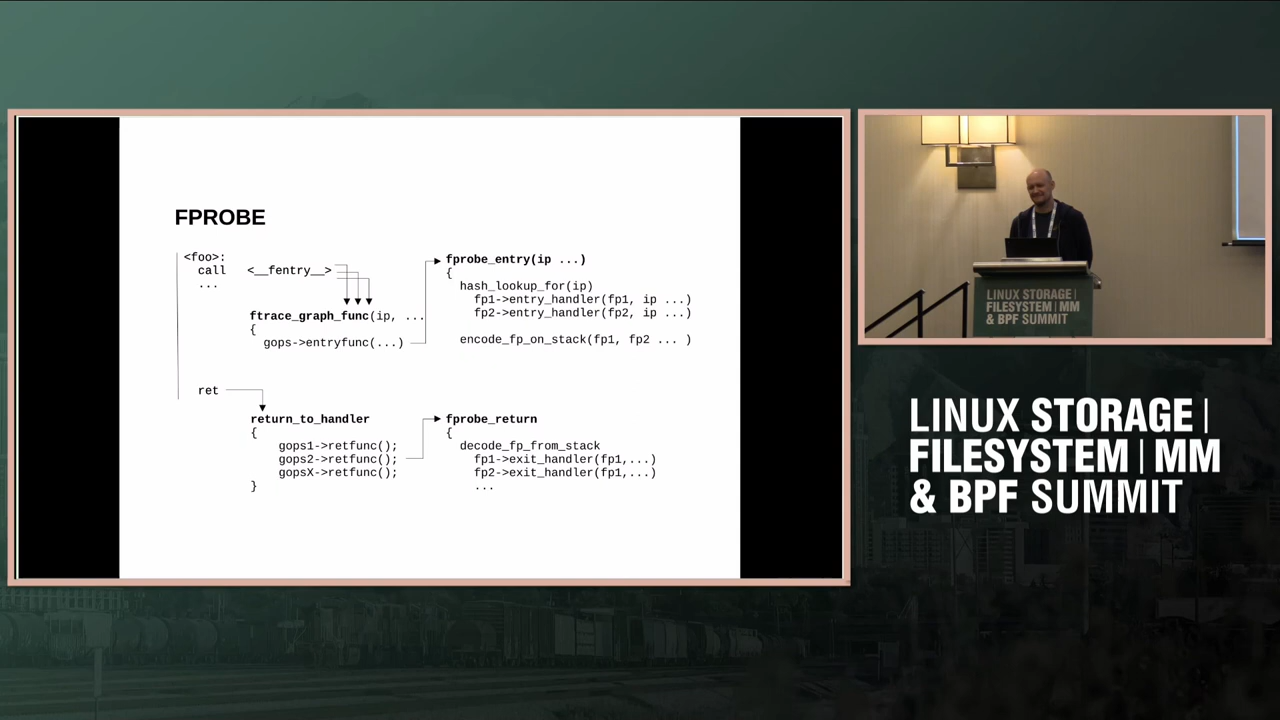 FPROBE
<foo>:
call <__fentry__>
...
ftrace_graph_func(ip, ...
{
gops->entryfunc(...)
ret
return_to_handler
{
gops1->retfunc();
gops2->retfunc();
gopsX->retfunc();
}
fprobe_entry(ip ...)
{
hash_lookup_for(ip)
fp1->entry_handler(fp1, ip ...)
fp2->entry_handler(fp2, ip ...)
encode_fp_on_stack(fp1, fp2 ... )
fprobe_return
{
decode_fp_from_stack
fp1->exit_handler(fp1,...)
fp2->exit_handler(fp1,...)
...
LINUX STORAGE |
FILESYSTEM | MM
& BPF SUMMIT
LINUX STORAGE |
FILESYSTEM | MM
& BPF SUMMIT